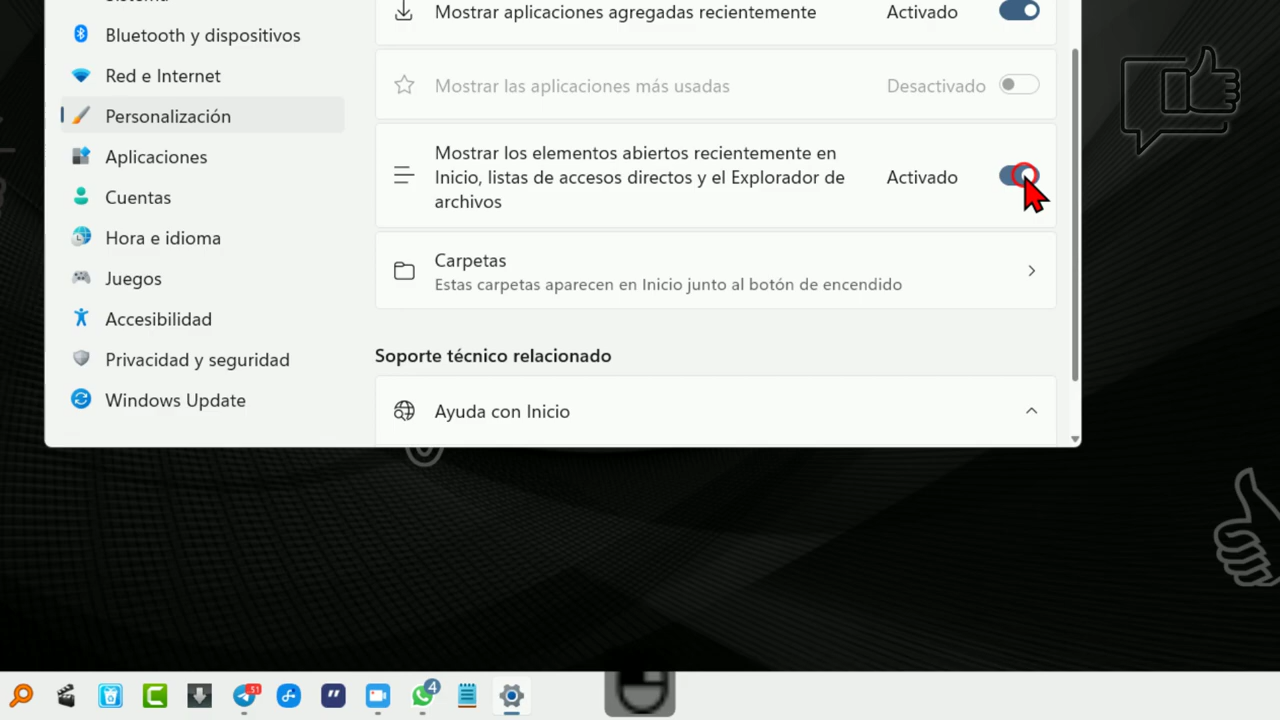 Sistema
Mostrar aplicaciones agregadas recientemente Activado
Bluetooth y dispositivos
Red e Internet
Mostrar las aplicaciones más usadas Desactivado
Personalización
Aplicaciones
Mostrar los elementos abiertos recientemente en
Inicio, listas de accesos directos y el Explorador de
archivos
Activado
Cuentas
Hora e idioma
Juegos
Carpetas
Estas carpetas aparecen en Inicio junto al botón de encendido
Accesibilidad
Privacidad y seguridad
Soporte técnico relacionado
Windows Update
Ayuda con Inicio
51
4